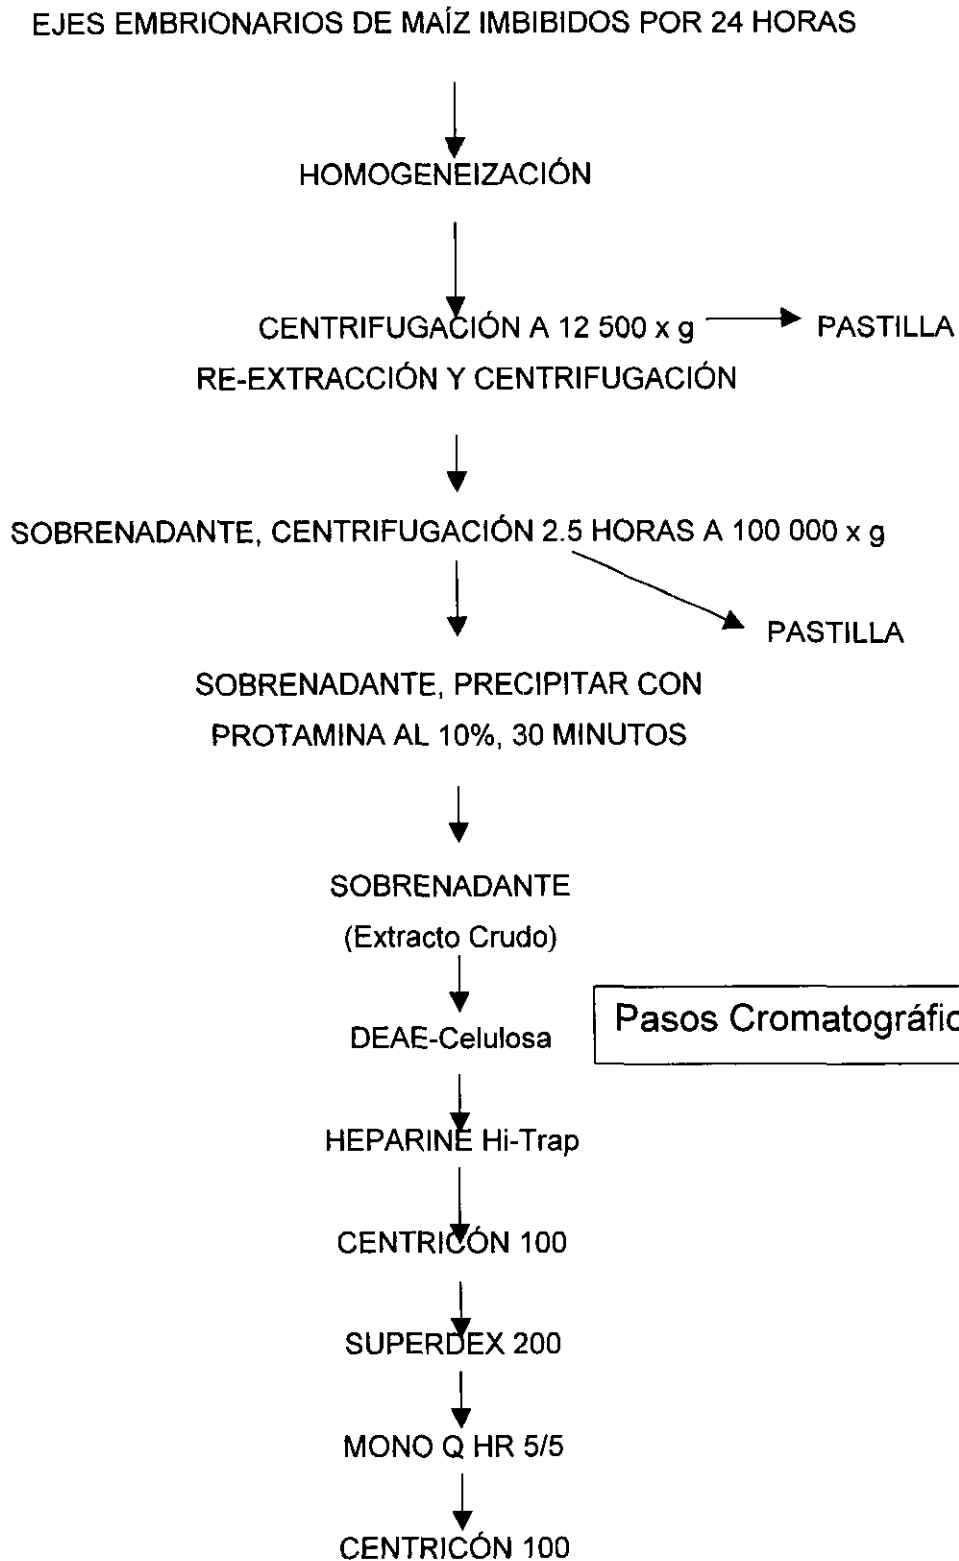 EJES EMBRIONARIOS DE MAÍZ IMBIBIDOS POR 24 HORAS
HOMOGENEIZACIÓN
CENTRIFUGACIÓN A 12 500 x g
PASTILLA
RE-EXTRACCIÓN Y CENTRIFUGACIÓN
SOBRENADANTE, CENTRIFUGACIÓN 2.5 HORAS A 100 000 x g
PASTILLA
SOBRENADANTE, PRECIPITAR CON
PROTAMINA AL 10%, 30 MINUTOS
SOBRENADANTE
(Extracto Crudo)
DEAE-Celulosa
Pasos Cromatográfic
HEPARINE Hi-Trap
CENTRICÓN 100
SUPERDEX 200
MONO Q HR 5/5
CENTRICÓN 100